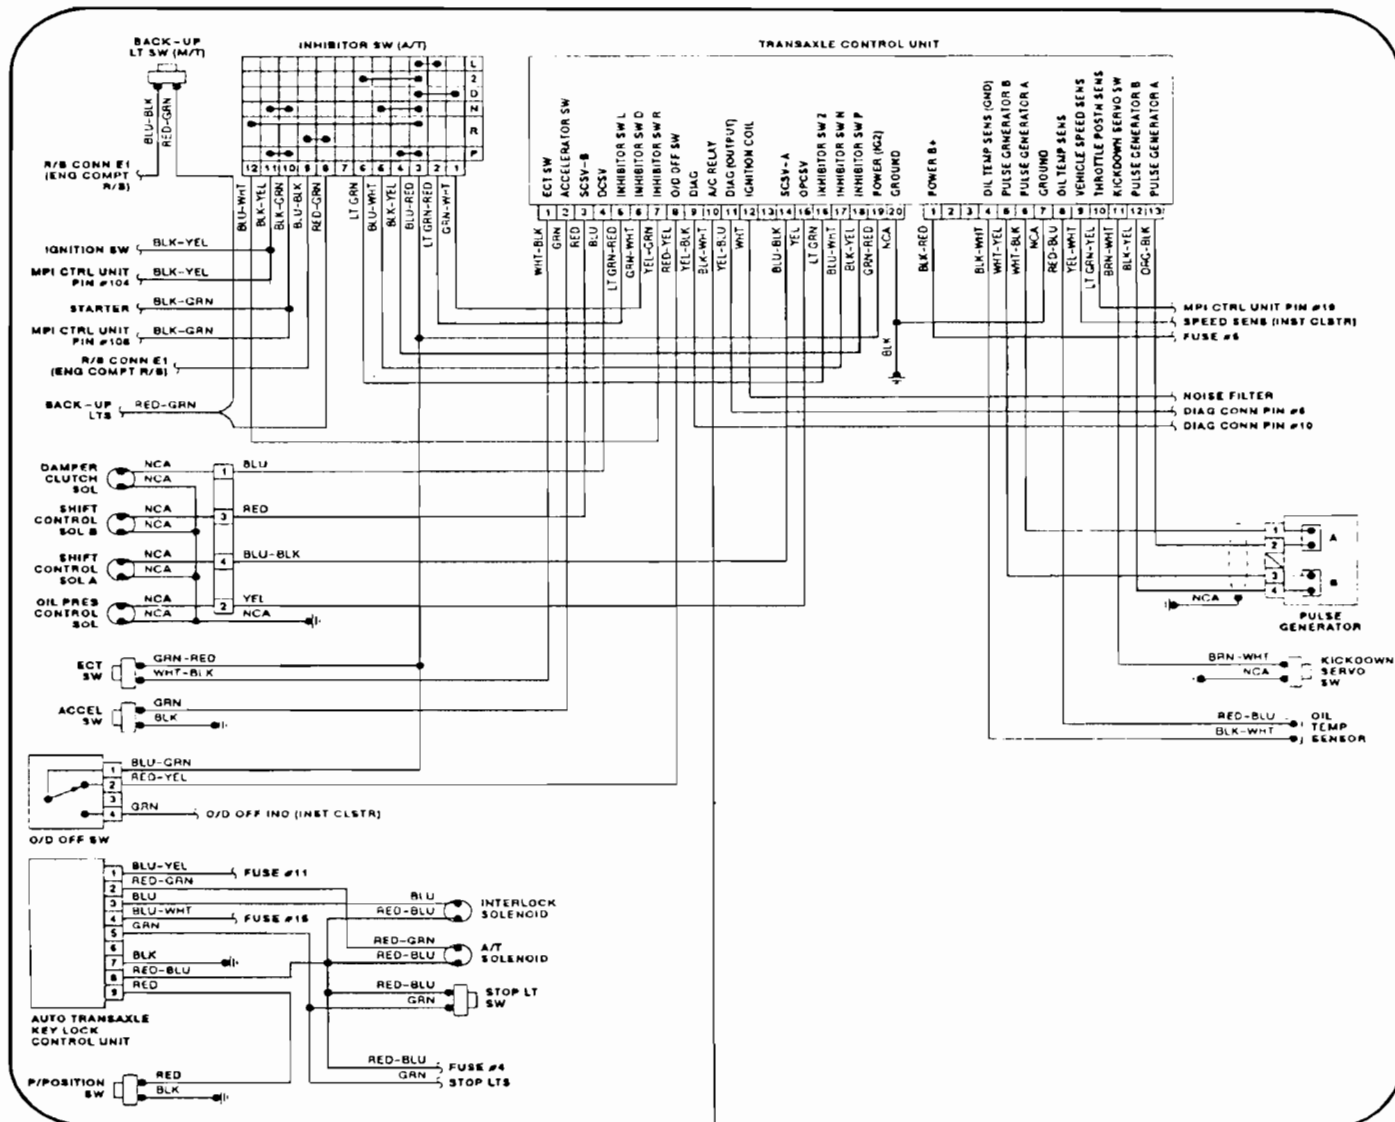 BACK-UP
LT SW (M/T)
INHIBITOR SW (A/T)
TRANSAXLE CONTROL UNIT
L
2
D
N
R
P
12 11 10 9 8 7 6 5 4 3 2 1
BLU-BLK
RED-GRN
BLU-WHT
BLK-YEL
BLK-GRN
BLU-BLK
RED-GRN
LT GRN
BLU-WHT
BLK-YEL
BLU-RED
LT GRN-RED
GRN-WHT
ECT SW
ACCELERATOR SW
SCSV-B
DCSV
INHIBITOR SW L
INHIBITOR SW D
INHIBITOR SW R
O/D OFF SW
DIAG
A/C RELAY
DIAG (OUTPUT)
IGNITION COIL
SCSV-A
OPCSV
INHIBITOR SW 2
INHIBITOR SW N
INHIBITOR SW P
POWER (IG2)
GROUND
POWER B+
OIL TEMP SENS (GND)
PULSE GRNERATOR B
PULSE GENERATOR A
GROUND
OIL TEMP SENS
VEHICLE SPEED SENS
THROTTLE POSTN SENS
KICKDOWN SERVO SW
PULSE GENERATOR B
PULSE GENERATOR A
1 2 3 4 5 6 7 8 9 10 11 12 13 14 15 16 17 18 19 20
1 2 3 4 5 6 7 8 9 10 11 12 13
WHT-BLK
GRN
RED
BLU
LT GRN-RED
GRN-WHT
YEL-GRN
RED-YEL
YEL-BLK
BLK-WHT
YEL-BLU
WHT
BLU-BLK
YEL
LT GRN
BLU-WHT
BLK-YEL
GRN-RED
NCA
BLK-RED
BLK-WHT
WHT-YEL
WHT-BLK
NCA
RED-BLU
YEL-WHT
LT GRN-YEL
BRN-WHT
BLK-YEL
ORG-BLK
R/B CONN E1
(ENG COMPT
R/B)
IGNITION SW BLK-YEL
MPI CTRL UNIT BLK-YEL
PIN #104
STARTER BLK-GRN
MPI CTRL UNIT BLK-GRN
PIN #108
R/B CONN E1
(ENG COMPT R/B)
BACK-UP RED-GRN
LTS
BLK
MPI CTRL UNIT PIN #19
SPEED SENS (INST CLSTR)
FUSE #6
NOISE FILTER
DIAG CONN PIN #6
DIAG CONN PIN #10
DAMPER
CLUTCH
SOL
NCA 1 BLU
NCA
SHIFT
CONTROL
SOL B
NCA 3 RED
NCA
SHIFT
CONTROL
SOL A
NCA 4 BLU-BLK
NCA
OIL PRES
CONTROL
SOL
NCA 2 YEL
NCA NCA
1
2
3
4
A
B
NCA
PULSE
GENERATOR
ECT
SW
GRN-RED
WHT-BLK
BRN-WHT
NCA
KICKDOWN
SERVO
SW
ACCEL
SW
GRN
BLK
RED-BLU
BLK-WHT
OIL
TEMP
SENSOR
1 BLU-GRN
2 RED-YEL
3
4 GRN O/D OFF IND (INST CLSTR)
O/D OFF SW
1 BLU-YEL FUSE #11
2 RED-GRN
3 BLU
4 BLU-WHT FUSE #15
5 GRN
6
7 BLK
8 RED-BLU
9 RED
AUTO TRANSAXLE
KEY LOCK
CONTROL UNIT
BLU
RED-BLU
INTERLOCK
SOLENOID
RED-GRN
RED-BLU
A/T
SOLENOID
RED-BLU
GRN
STOP LT
SW
RED-BLU FUSE #4
GRN STOP LTS
P/POSITION
SW
RED
BLK